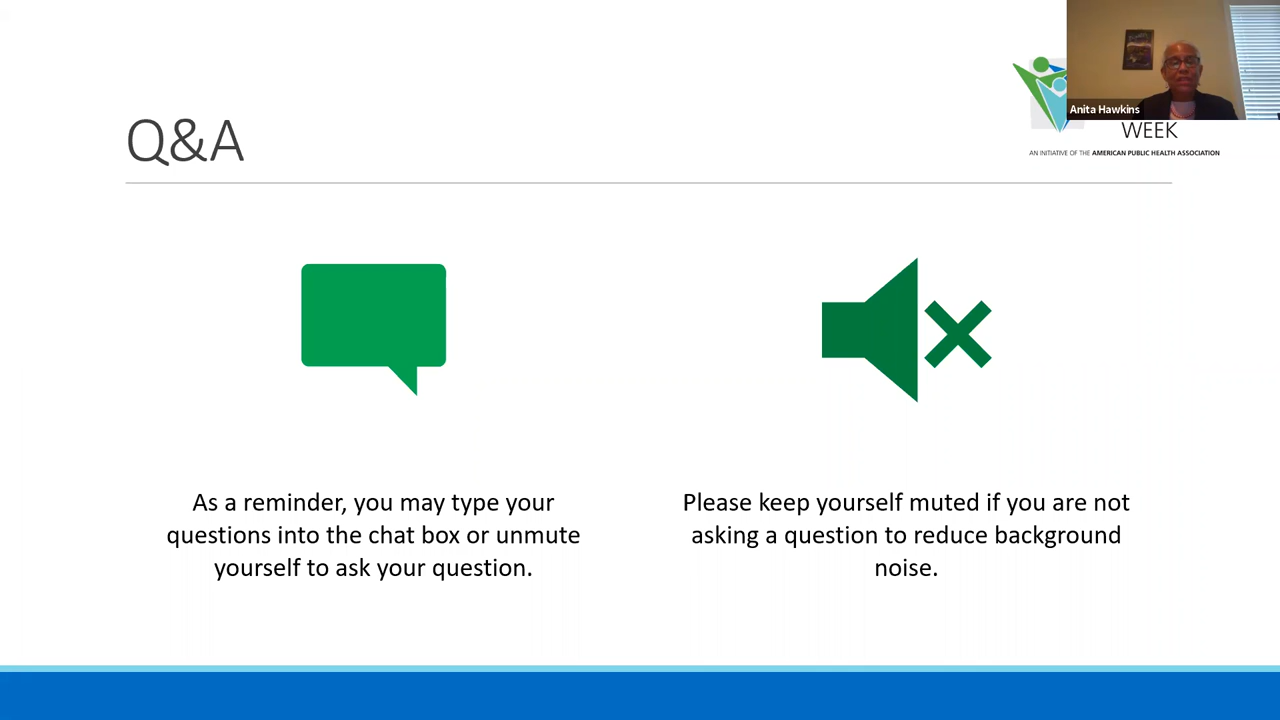 Anita Hawkins
Q&A
WEEK
AN INITIATIVE OF THE AMERICAN PUBLIC HEALTH ASSOCIATION
As a reminder, you may type your
questions into the chat box or unmute
yourself to ask your question.
Please keep yourself muted if you are not
asking a question to reduce background
noise.